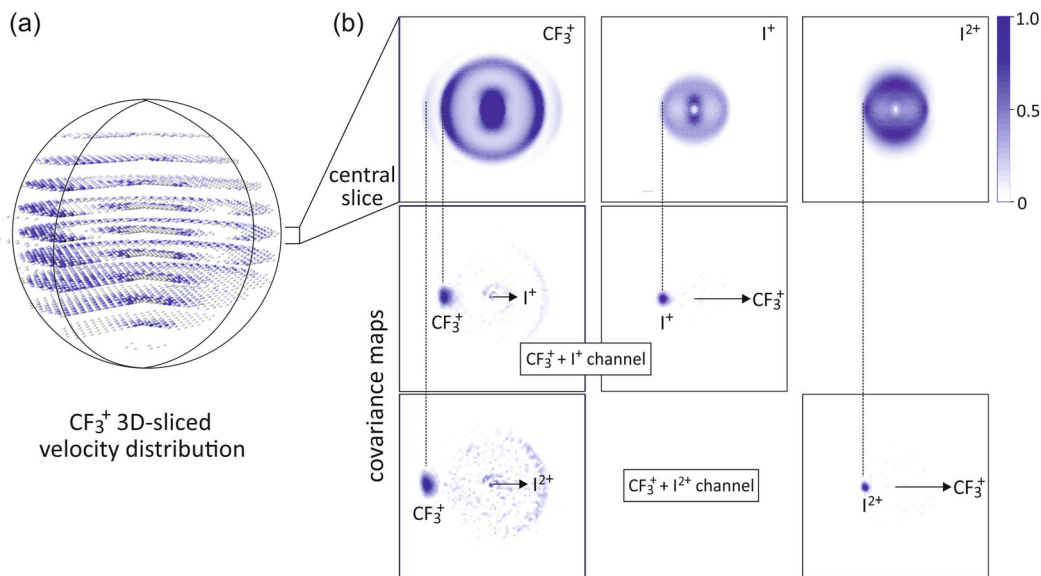 (a)
(b)
CF₃⁺
I⁺
I²⁺
1.0
0.5
0
central
slice
CF₃⁺ 3D-sliced
velocity distribution
covariance maps
CF₃⁺
I⁺
I⁺
CF₃⁺
CF₃⁺ + I⁺ channel
CF₃⁺
I²⁺
CF₃⁺ + I²⁺ channel
I²⁺
CF₃⁺